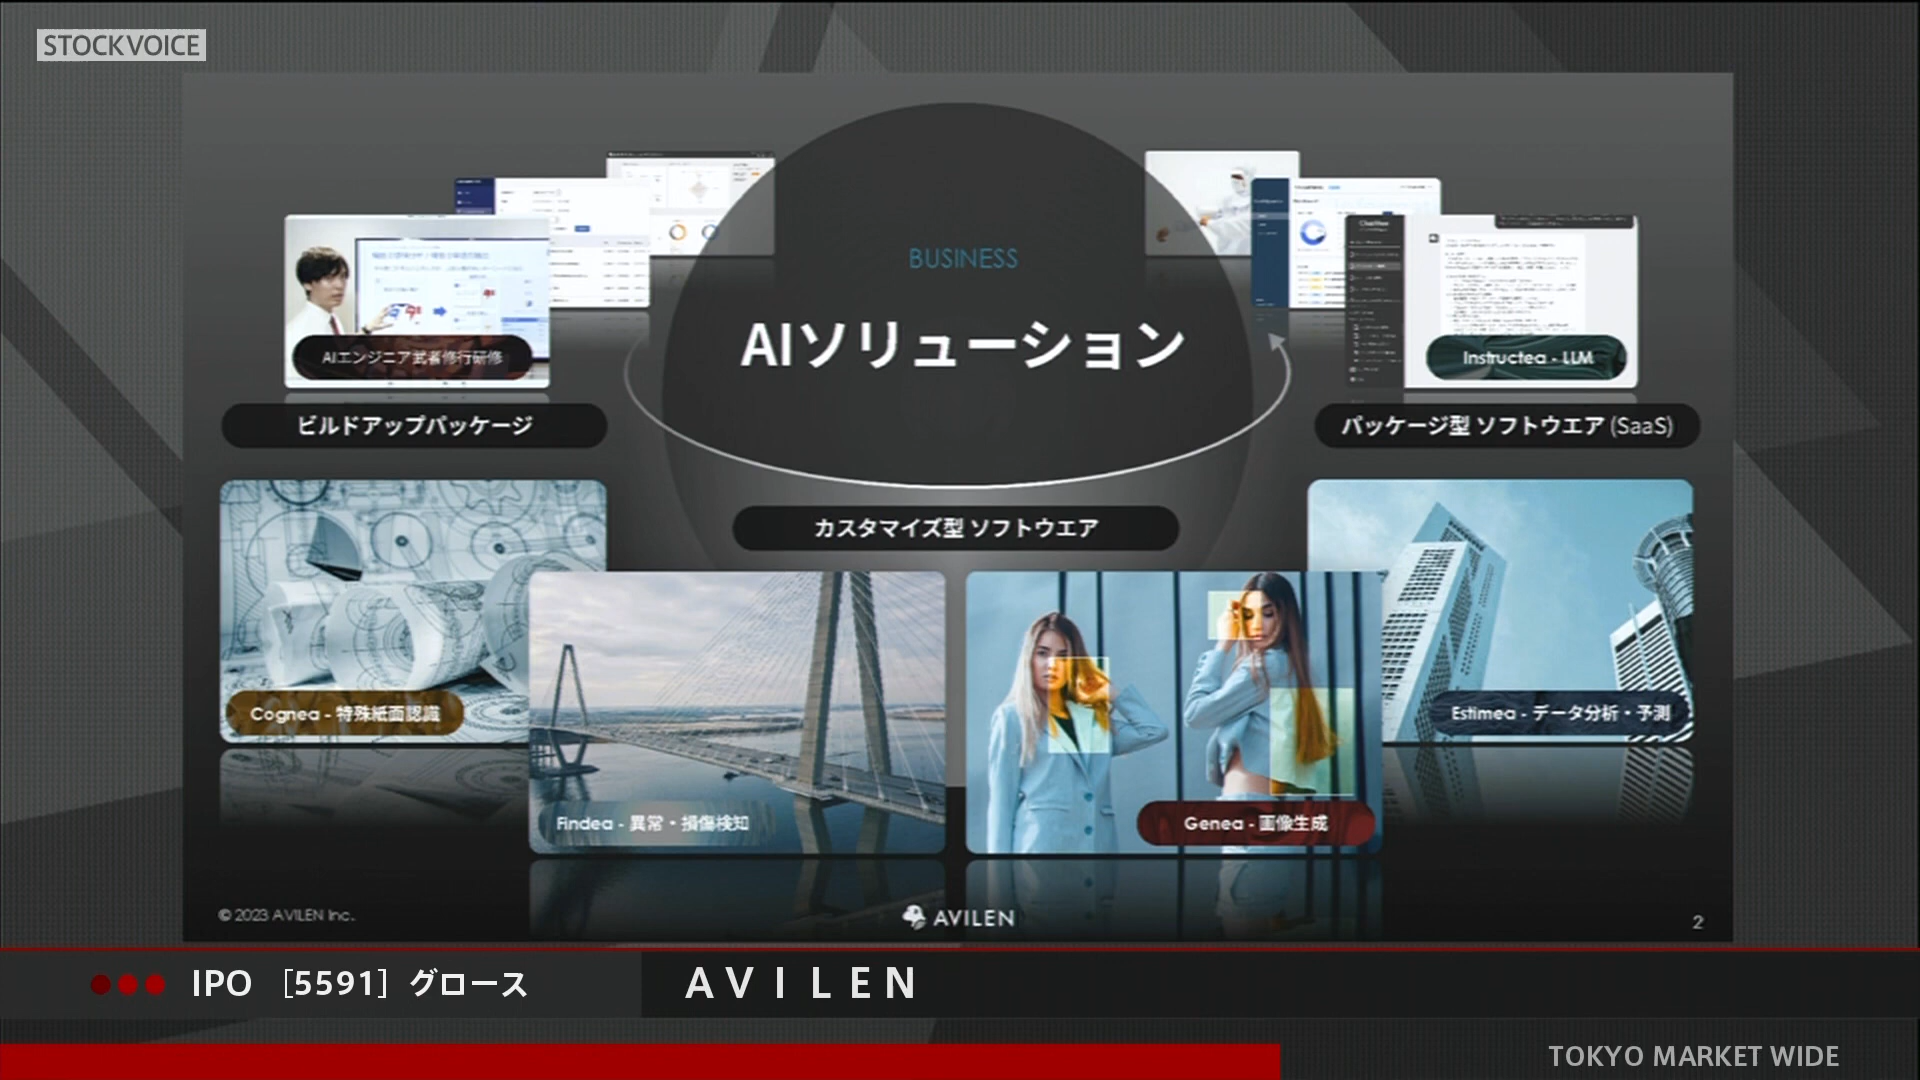 STOCKVOICE
BUSINESS
AIソリューション
AIエンジニア武者修行研修
Instructea - LLM
ビルドアップパッケージ
パッケージ型 ソフトウエア (SaaS)
カスタマイズ型 ソフトウエア
Cognea - 特殊紙面認識
Estimea - データ分析・予測
Findea - 異常・損傷検知
Genea - 画像生成
© 2023 AVILEN Inc.
AVILEN
2
IPO [5591] グロース
AVILEN
TOKYO MARKET WIDE